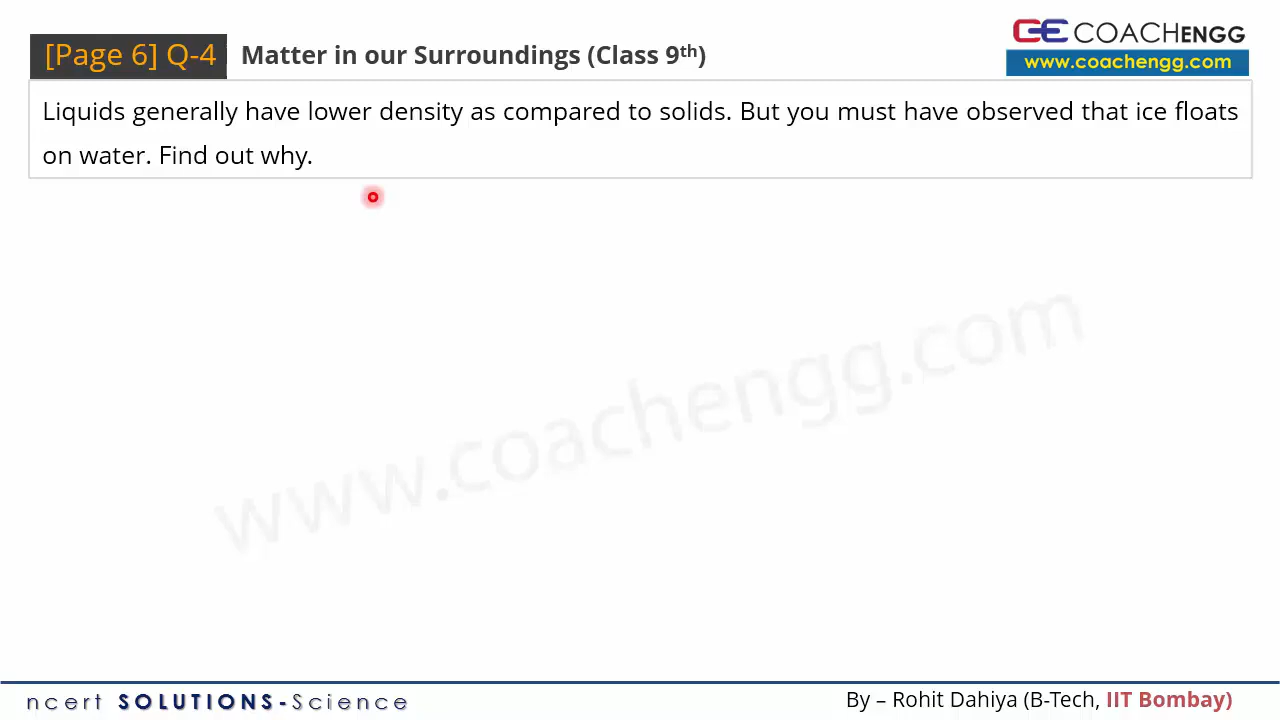 [Page 6] Q-4 Matter in our Surroundings (Class 9th)
CE COACHENGG
www.coachengg.com
Liquids generally have lower density as compared to solids. But you must have observed that ice floats
on water. Find out why.
www.coachengg.com
ncert SOLUTIONS-Science
By – Rohit Dahiya (B-Tech, IIT Bombay)